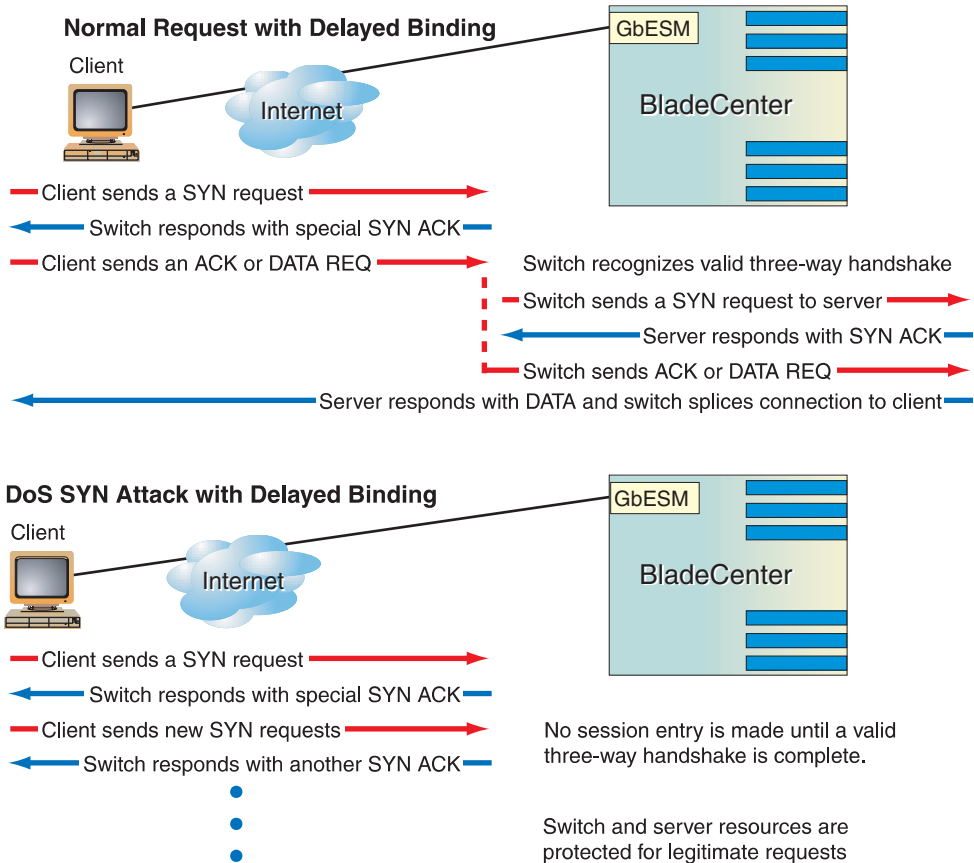 Normal Request with Delayed Binding
GbESM
Client
Internet
BladeCenter
Client sends a SYN request
Switch responds with special SYN ACK
Client sends an ACK or DATA REQ
Switch recognizes valid three-way handshake
Switch sends a SYN request to server
Server responds with SYN ACK
Switch sends ACK or DATA REQ
Server responds with DATA and switch splices connection to client
DoS SYN Attack with Delayed Binding
GbESM
Client
Internet
BladeCenter
Client sends a SYN request
Switch responds with special SYN ACK
Client sends new SYN requests
Switch responds with another SYN ACK
No session entry is made until a valid
three-way handshake is complete.
Switch and server resources are
protected for legitimate requests